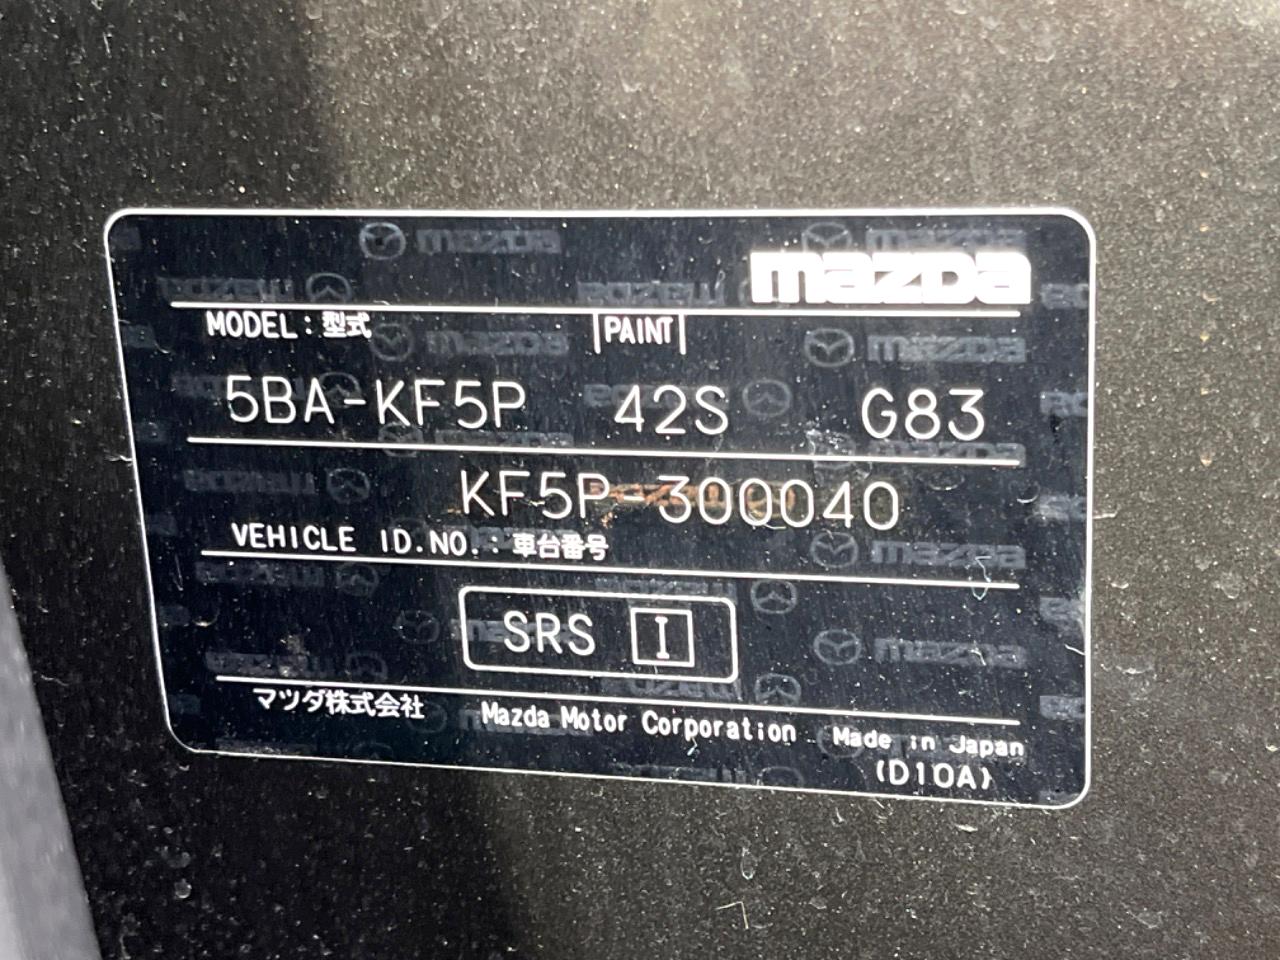 mazda
MODEL：型式 PAINT
5BA-KF5P 42S G83
KF5P-300040
VEHICLE ID.NO.：車台番号
SRS I
マツダ株式会社 Mazda Motor Corporation Made in Japan
(D10A)